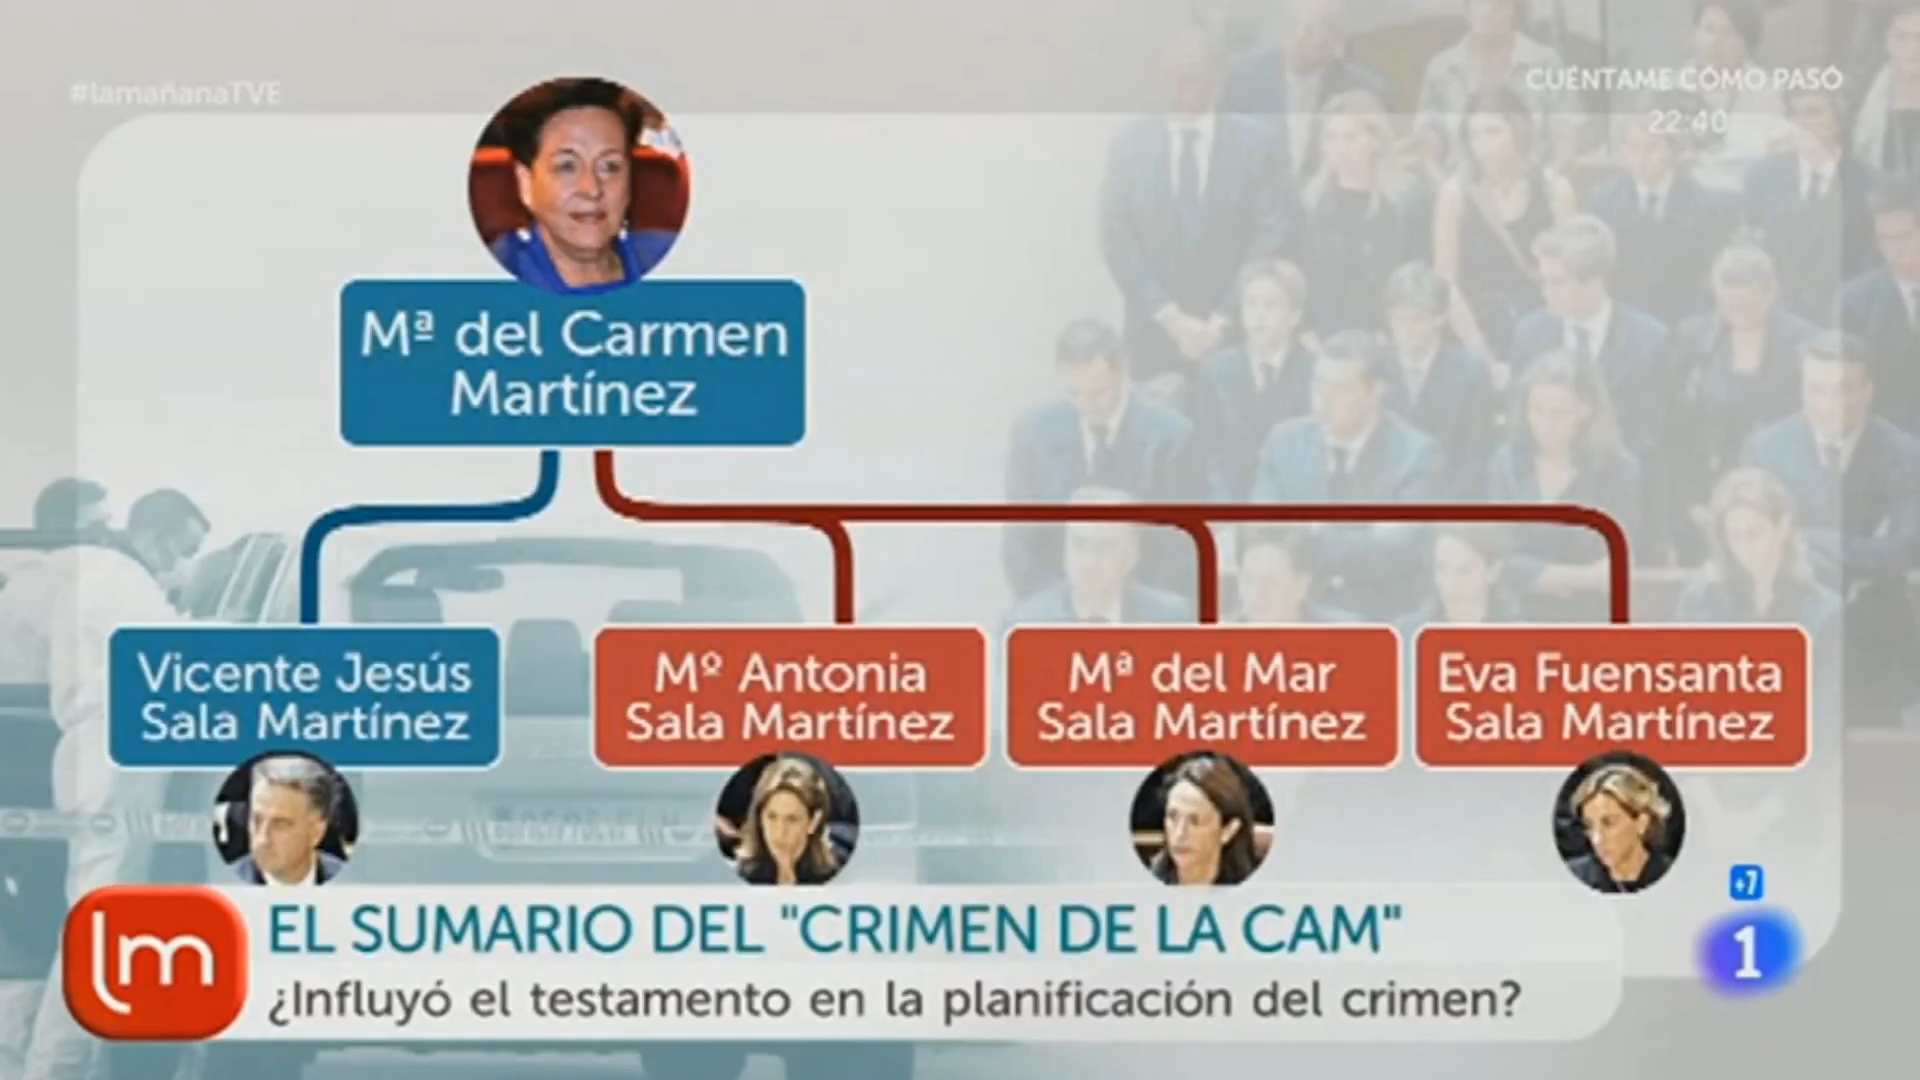 #lamañanaTVE
CUÉNTAME CÓMO PASÓ
22:40
Mª del Carmen
Martínez
Vicente Jesús
Sala Martínez
Mº Antonia
Sala Martínez
Mª del Mar
Sala Martínez
Eva Fuensanta
Sala Martínez
+7
1
lm
EL SUMARIO DEL "CRIMEN DE LA CAM"
¿Influyó el testamento en la planificación del crimen?